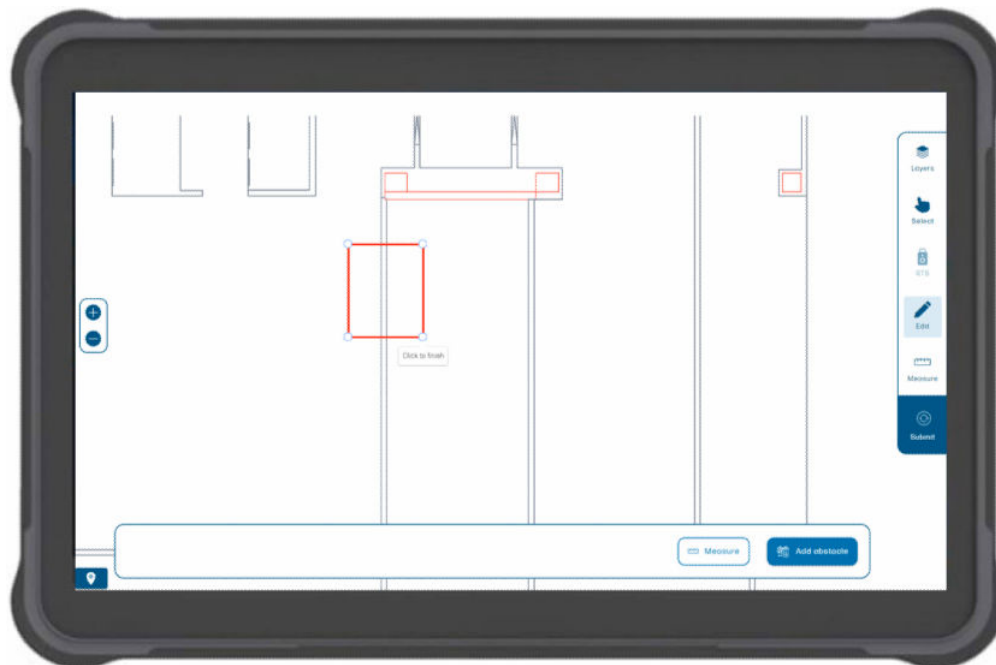 Layers
Select
RTS
Edit
Click to finish
Measure
Submit
Measure
Add obstacle